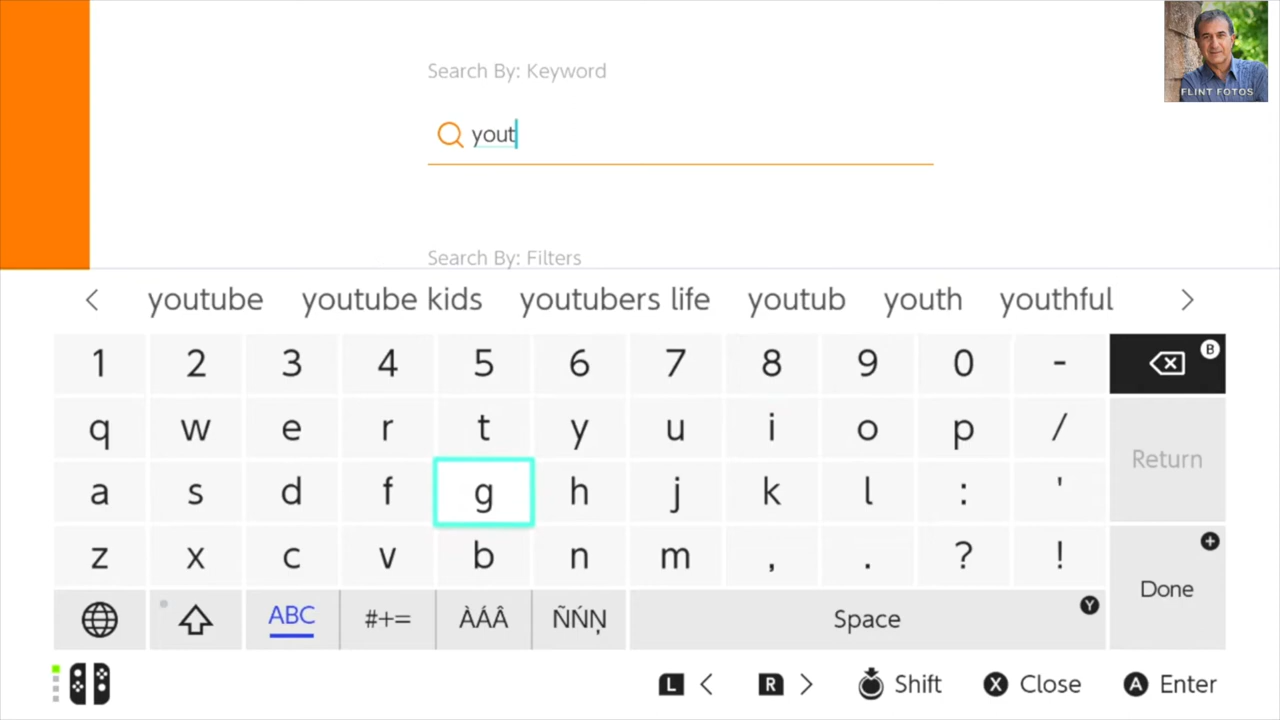 FLINT FOTOS
Search By: Keyword
yout
Search By: Filters
youtube youtube kids youtubers life youtub youth youthful
1 2 3 4 5 6 7 8 9 0 - B
q w e r t y u i o p /
Return
a s d f g h j k l : '
z x c v b n m , . ? !
Done
ABC #+= ÀÁÂ ÑŃŅ Space Y
L < R > Shift X Close A Enter